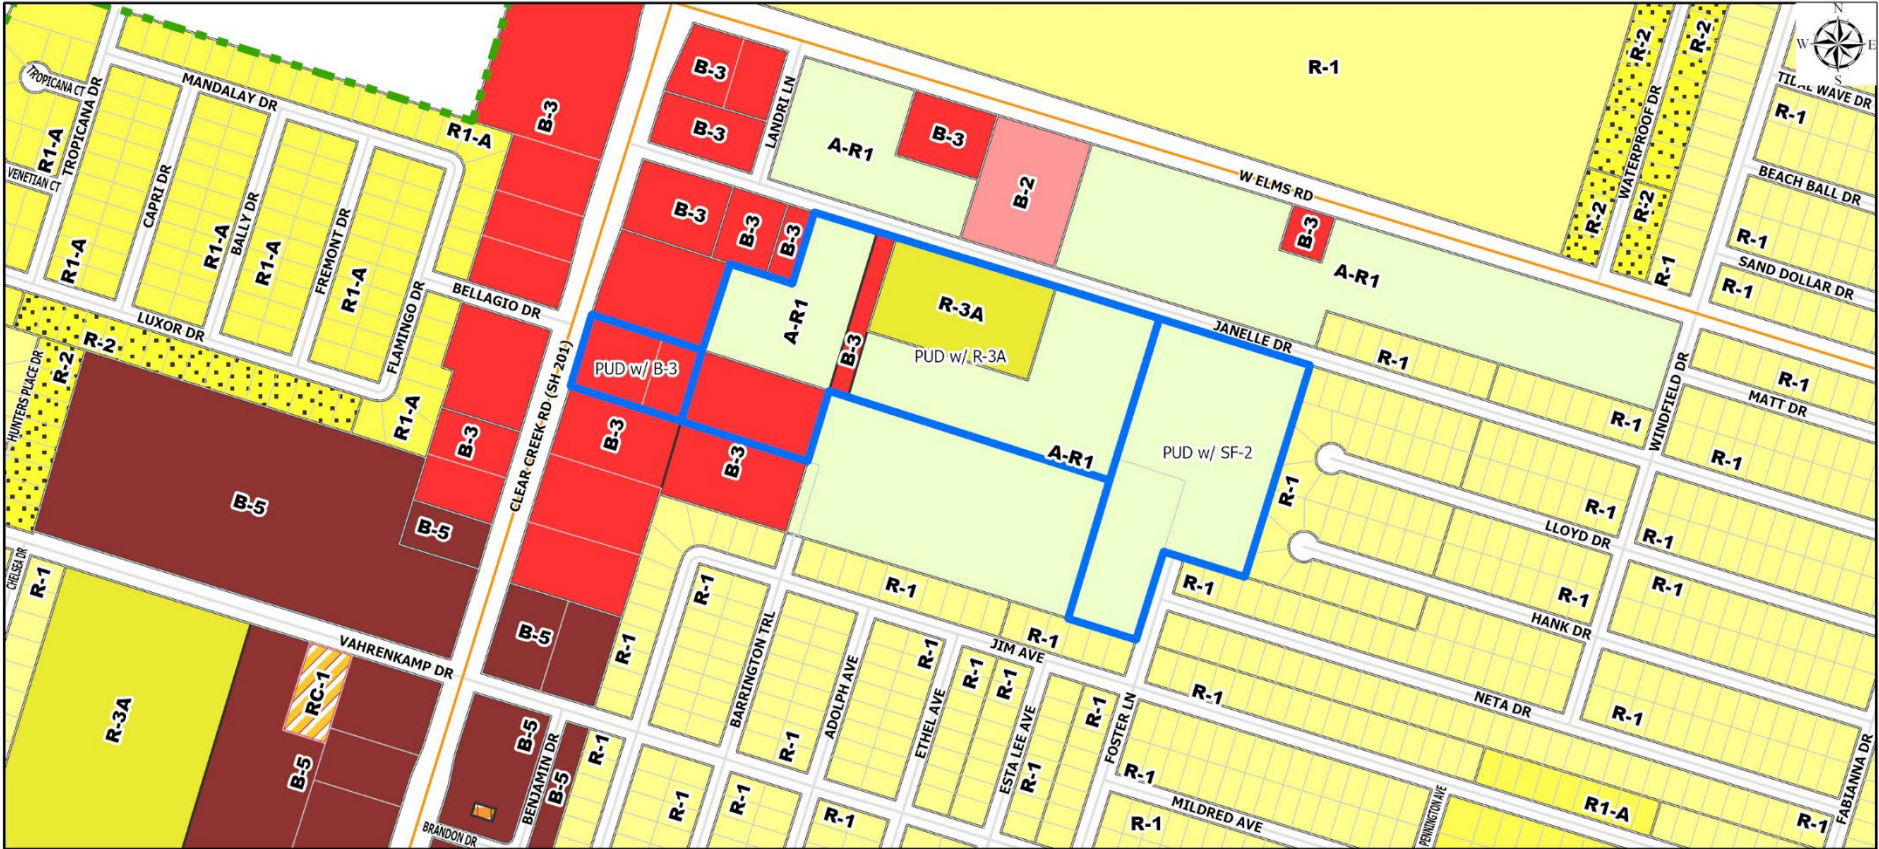 N
W
E
S
R-2
R-2
R-1
TIDAL WAVE DR
TROPICANA CT
TROPICANA DR
MANDALAY DR
B-3
B-3
B-3
LANDRI LN
R-1
WATERPROOF DR
R-1
R1-A
R1-A
B-3
A-R1
B-3
BEACH BALL DR
VENETIAN CT
CAPRI DR
BALLY DR
FREMONT DR
W ELMS RD
B-2
R-2
R-2
B-3
B-3
B-3
B-3
R-1
R1-A
R1-A
R1-A
R1-A
A-R1
R-1
SAND DOLLAR DR
R-1
BELLAGIO DR
A-R1
R-3A
LUXOR DR
FLAMINGO DR
R-2
R-2
HUNTERS PLACE DR
JANELLE DR
B-3
PUD w/ R-3A
PUD w/ B-3
R-1
R-1
MATT DR
R1-A
CLEAR CREEK RD (SH-201)
WINDFIELD DR
R-1
B-3
B-3
B-3
A-R1
PUD w/ SF-2
R-1
R-1
B-5
B-5
R-1
LLOYD DR
R-1
CHELSEA DR
R-1
R-1
R-1
R-1
R-1
R-1
HANK DR
B-5
R-1
R-1
JIM AVE
VAHRENKAMP DR
BARRINGTON TRL
ADOLPH AVE
R-1
R-1
R-1
ETHEL AVE
ESTA LEE AVE
RC-1
R-3A
R-1
FOSTER LN
R-1
NETA DR
R-1
B-5
BENJAMIN DR
R-1
R-1
B-5
B-5
R-1
R-1
FABIANNA DR
R-1
R-1
R-1
R1-A
R-1
MILDRED AVE
R-1
PENNINGTON AVE
BRANDON DR